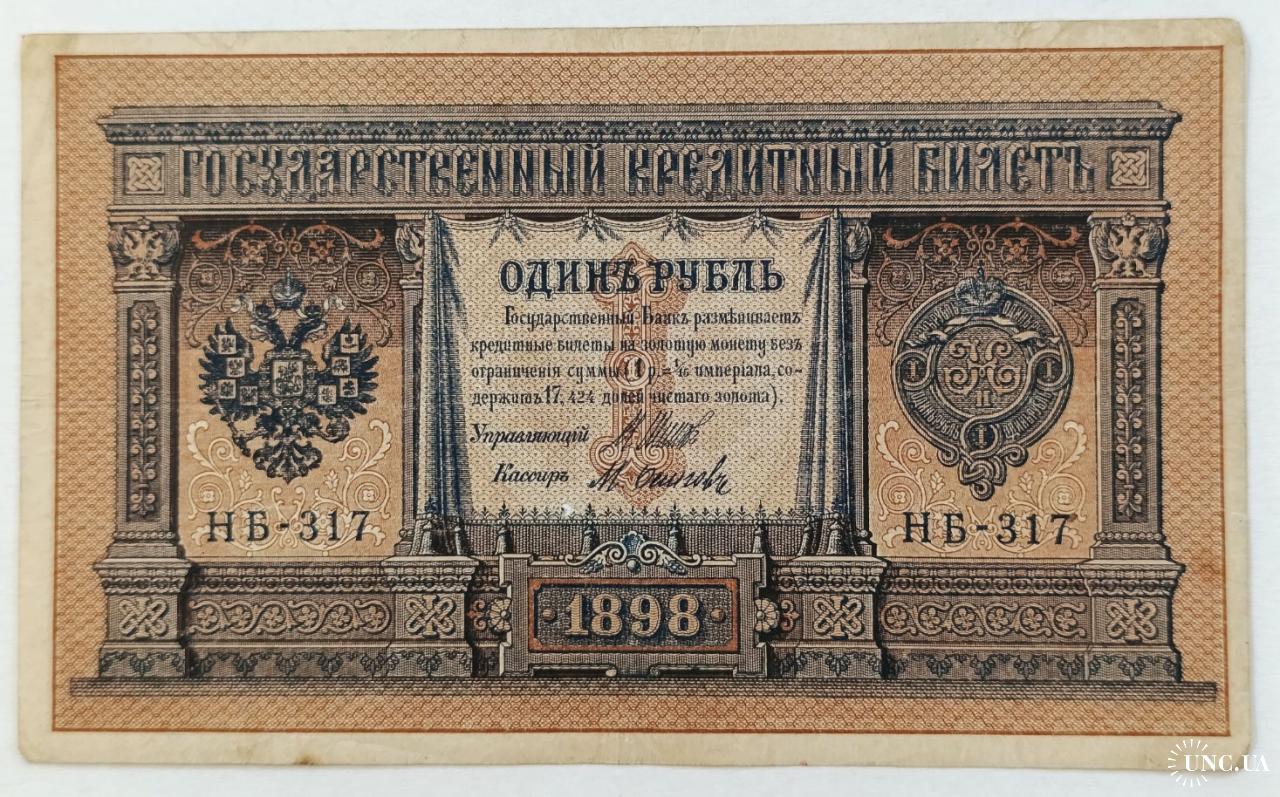 ГОСУДАРСТВЕННЫЙ КРЕДИТНЫЙ БИЛЕТЪ
ОДИНЪ РУБЛЬ
Государственный Банкъ размѣниваетъ
кредитные билеты на золотую монету безъ
ограниченія суммы (1 р. = 1/15 имперіала, со-
держитъ 17, 424 долей чистаго золота).
Управляющій
Кассиръ
НБ-317
НБ-317
1898
UNC.UA